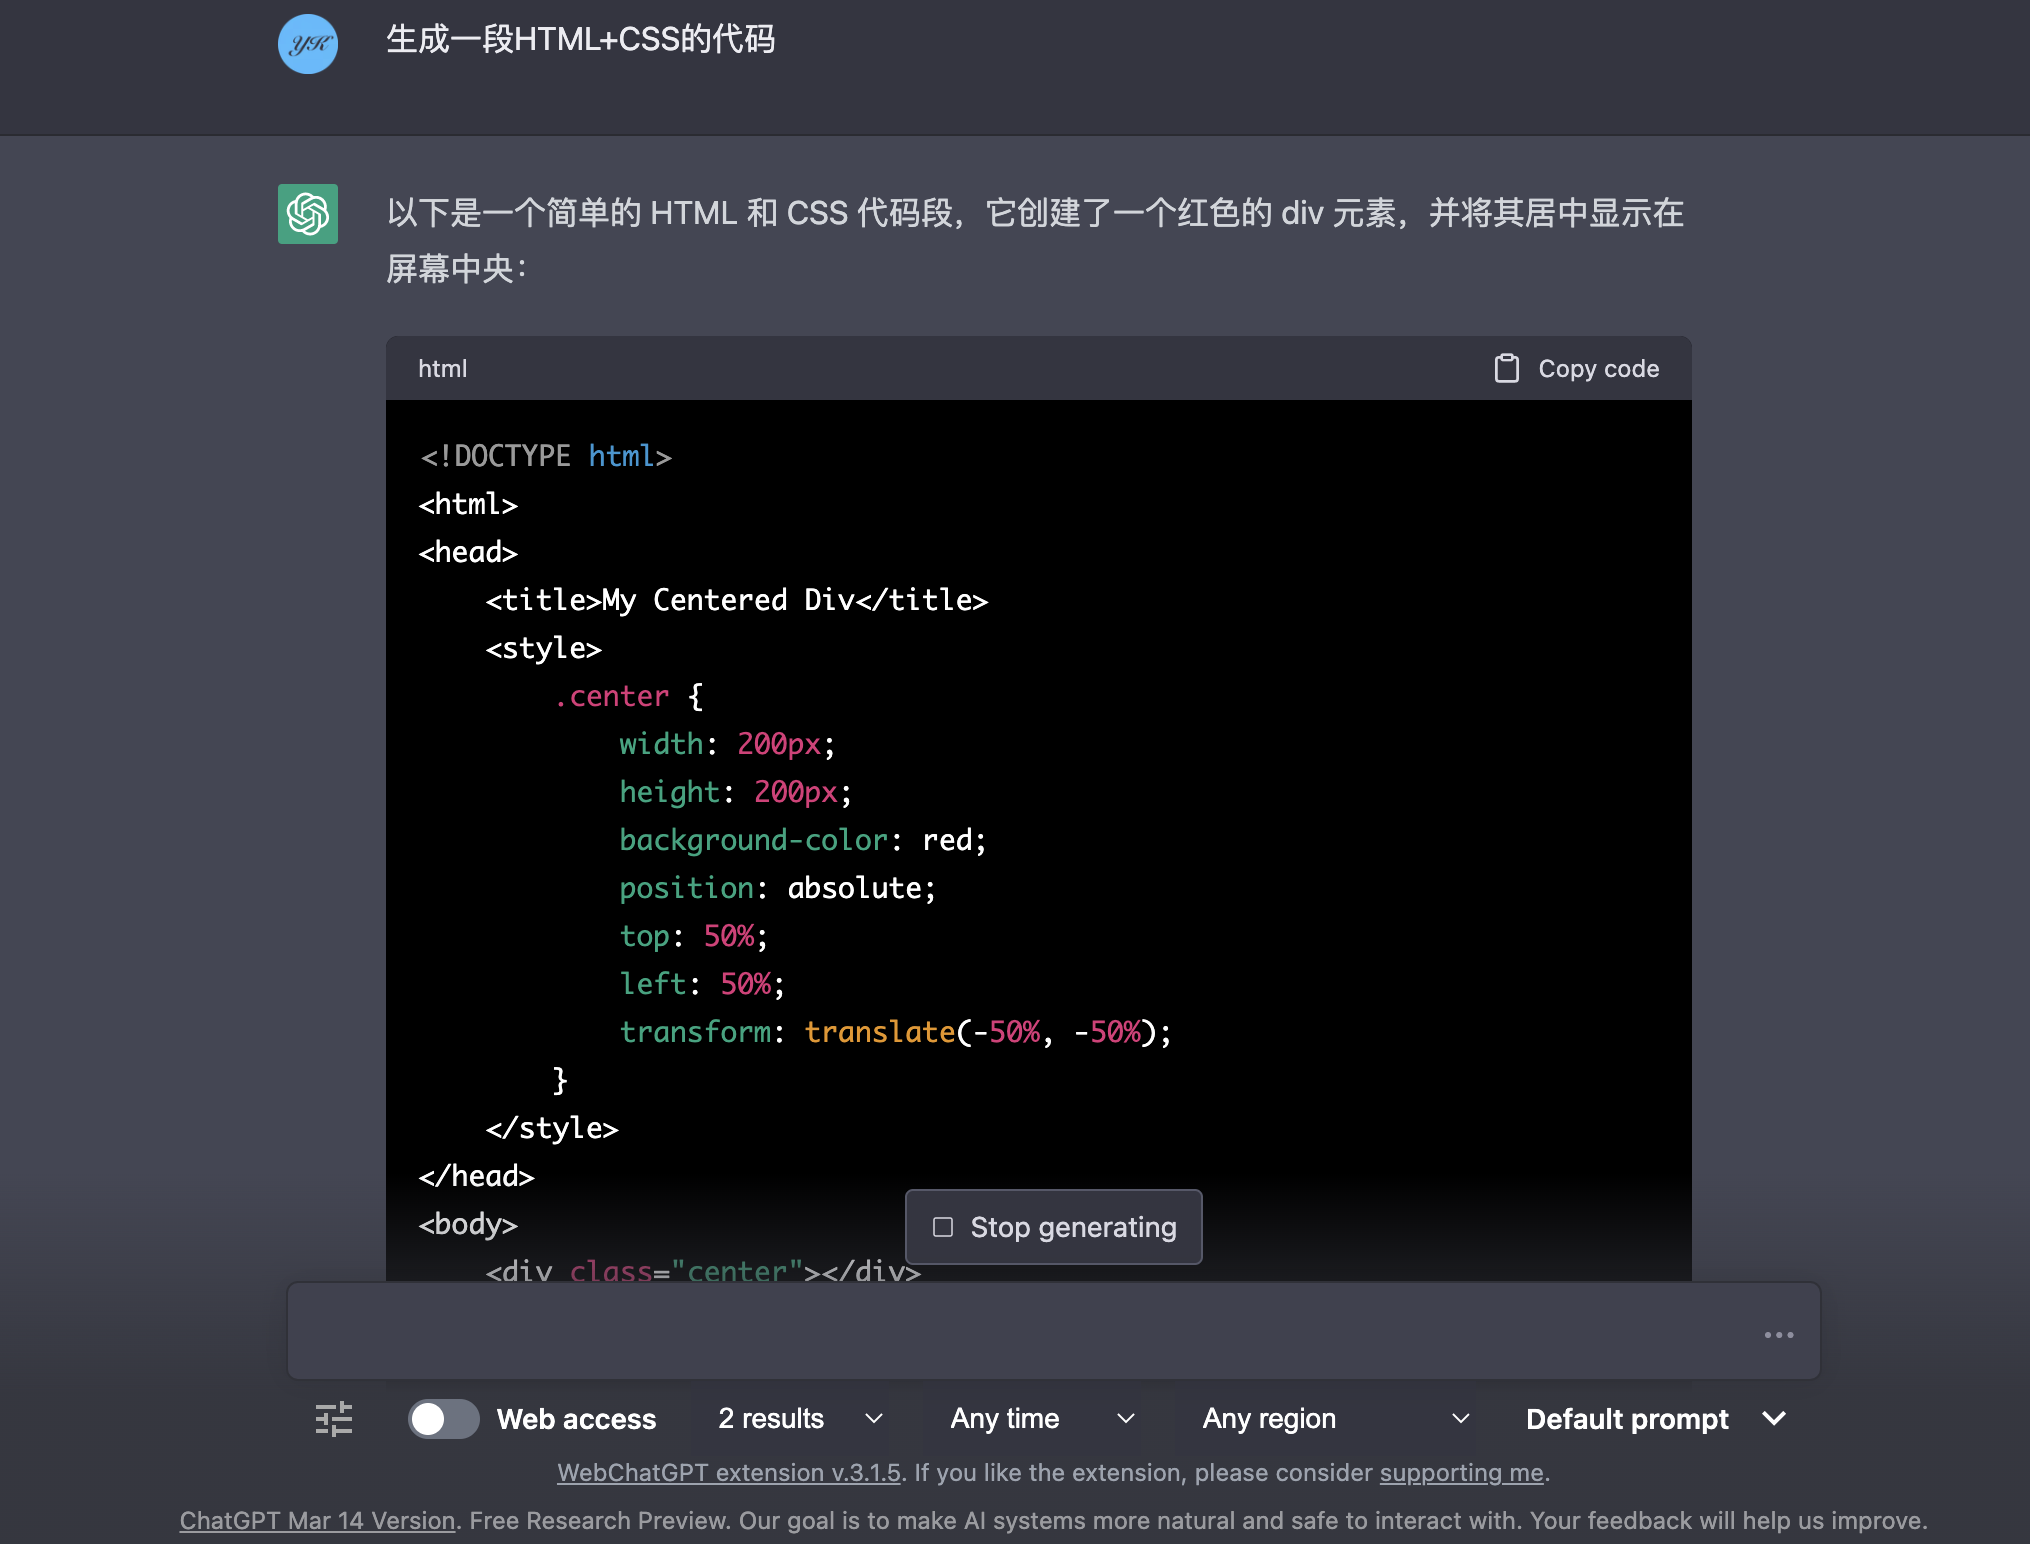 YK
生成一段HTML+CSS的代码
以下是一个简单的 HTML 和 CSS 代码段，它创建了一个红色的 div 元素，并将其居中显示在
屏幕中央：
html
Copy code
<!DOCTYPE html>
<html>
<head>
    <title>My Centered Div</title>
    <style>
        .center {
            width: 200px;
            height: 200px;
            background-color: red;
            position: absolute;
            top: 50%;
            left: 50%;
            transform: translate(-50%, -50%);
        }
    </style>
</head>
<body>
    <div class="center"></div>
Stop generating
Web access
2 results
Any time
Any region
Default prompt
WebChatGPT extension v.3.1.5. If you like the extension, please consider supporting me.
ChatGPT Mar 14 Version. Free Research Preview. Our goal is to make AI systems more natural and safe to interact with. Your feedback will help us improve.